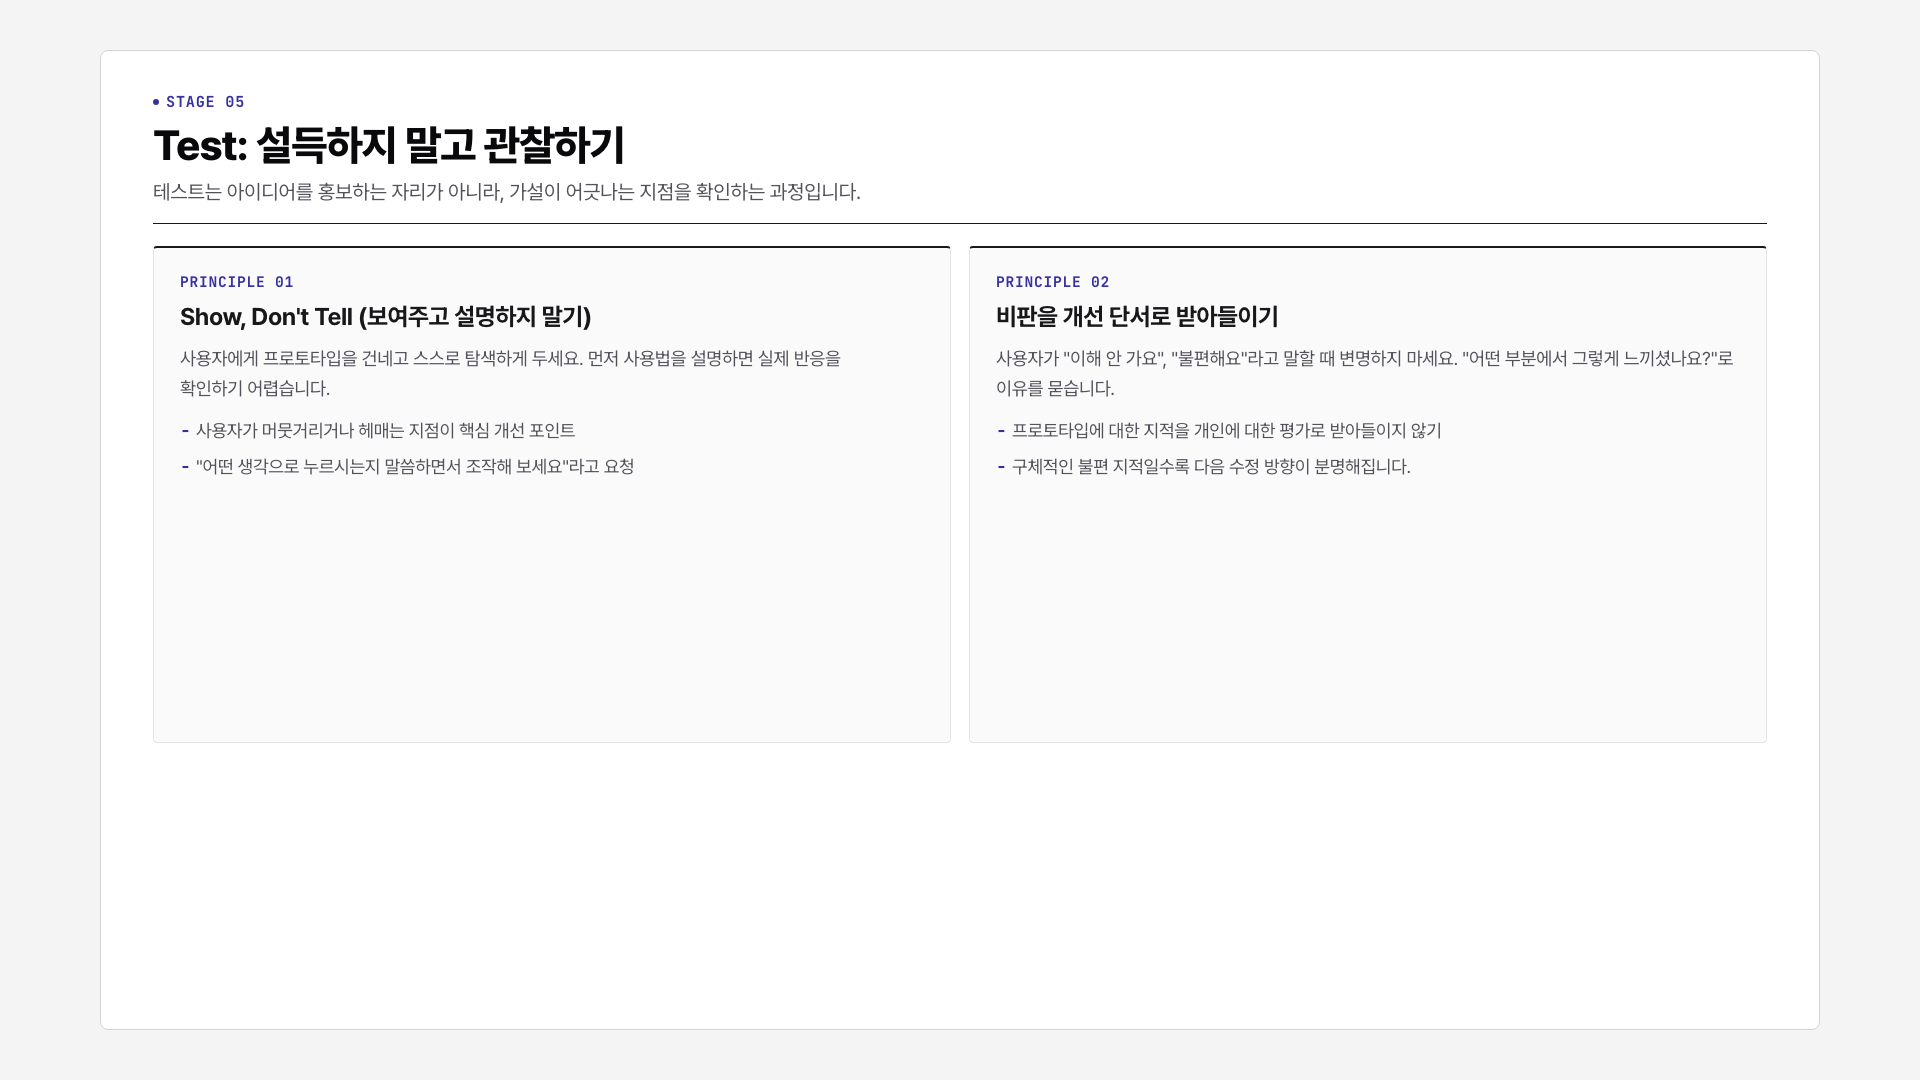 • STAGE 05
Test: 설득하지 말고 관찰하기
테스트는 아이디어를 홍보하는 자리가 아니라, 가설이 어긋나는 지점을 확인하는 과정입니다.
PRINCIPLE 01
Show, Don't Tell (보여주고 설명하지 말기)
사용자에게 프로토타입을 건네고 스스로 탐색하게 두세요. 먼저 사용법을 설명하면 실제 반응을
확인하기 어렵습니다.
- 사용자가 머뭇거리거나 헤매는 지점이 핵심 개선 포인트
- "어떤 생각으로 누르시는지 말씀하면서 조작해 보세요"라고 요청
PRINCIPLE 02
비판을 개선 단서로 받아들이기
사용자가 "이해 안 가요", "불편해요"라고 말할 때 변명하지 마세요. "어떤 부분에서 그렇게 느끼셨나요?"로
이유를 묻습니다.
- 프로토타입에 대한 지적을 개인에 대한 평가로 받아들이지 않기
- 구체적인 불편 지적일수록 다음 수정 방향이 분명해집니다.